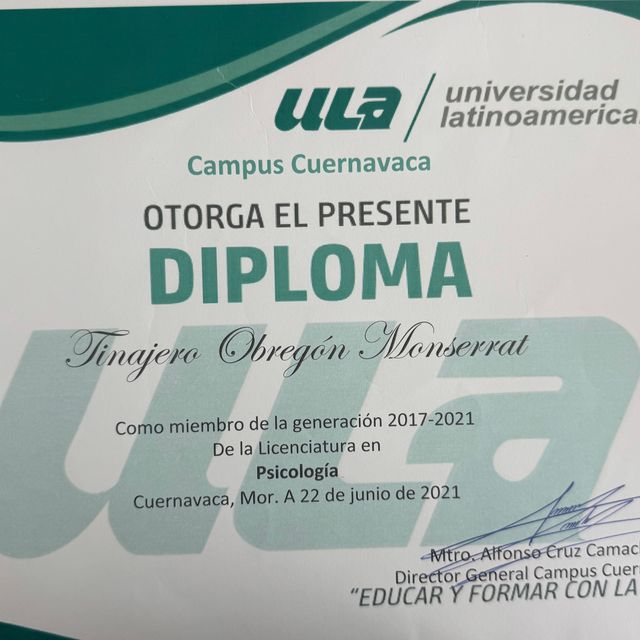 ULA
universidad
latinoamerica
Campus Cuernavaca
OTORGA EL PRESENTE
DIPLOMA
Tinajero Obregón Monserrat
Como miembro de la generación 2017-2021
De la Licenciatura en
Psicología
Cuernavaca, Mor. A 22 de junio de 2021
Mtro. Alfonso Cruz Camac
Director General Campus Cuer
"EDUCAR Y FORMAR CON LA
ULA